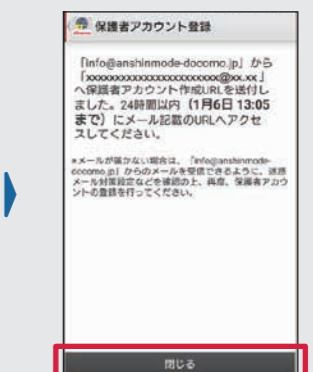 保護者アカウント登録
「info@anshinmode-docomo.jp」から
「xxxxxxxxxxxxxxxxxxxxxxxx@xx.xx」
へ保護者アカウント作成URLを送付し
ました。24時間以内（1月6日 13:05
まで）にメール記載のURLへアクセ
スしてください。
※メールが届かない場合は、「info@anshinmode-
docomo.jp」からのメールを受信できるように、迷惑
メール対策設定などを確認の上、再度、保護者アカウ
ントの登録を行ってください。
閉じる